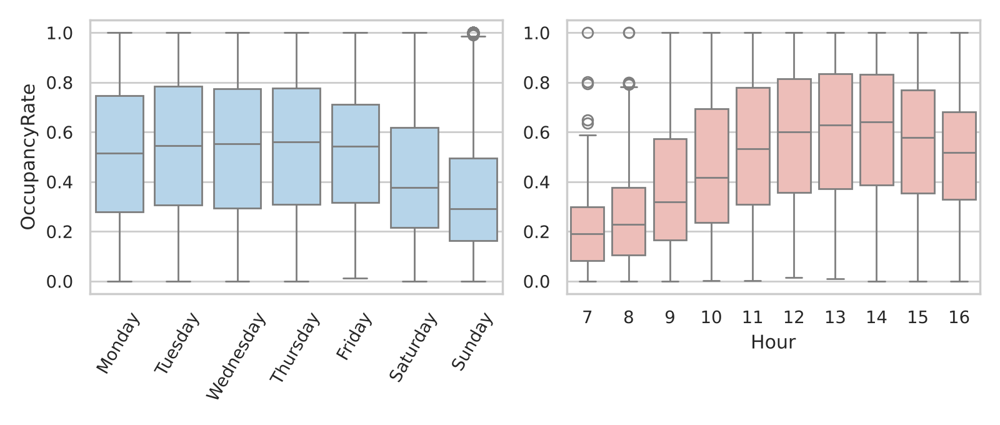 OccupancyRate
1.0
0.8
0.6
0.4
0.2
0.0
Monday
Tuesday
Wednesday
Thursday
Friday
Saturday
Sunday
1.0
0.8
0.6
0.4
0.2
0.0
7 8 9 10 11 12 13 14 15 16
Hour